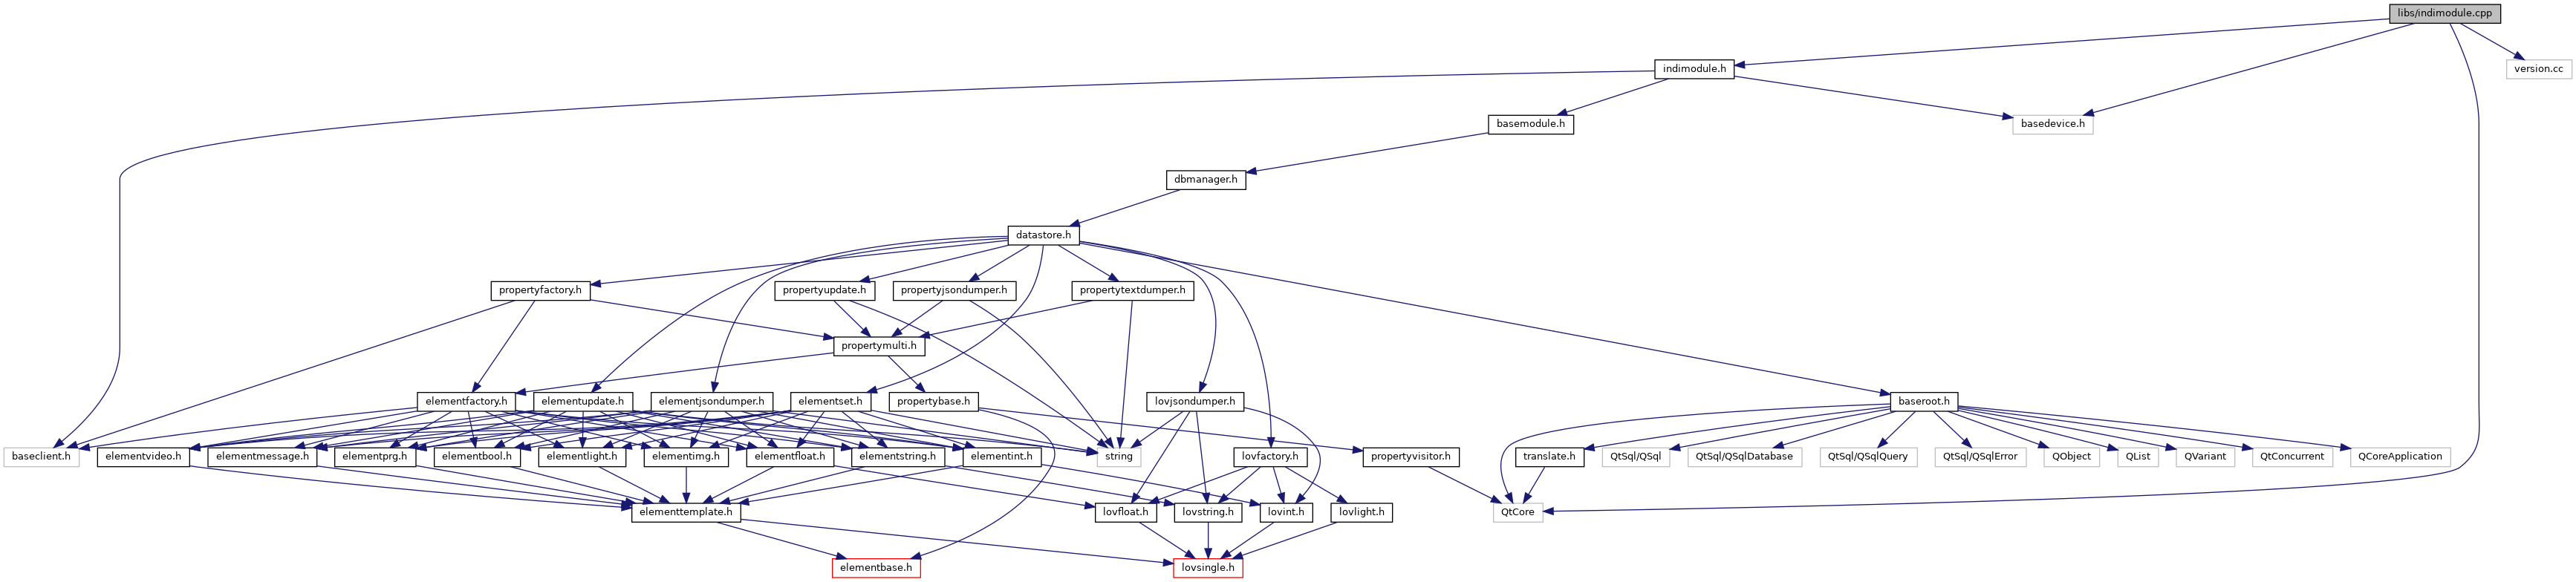 libs/indimodule.cpp
indimodule.h
version.cc
basemodule.h
basedevice.h
dbmanager.h
datastore.h
propertyfactory.h
propertyupdate.h
propertyjsondumper.h
propertytextdumper.h
propertymulti.h
elementfactory.h
elementupdate.h
elementjsondumper.h
elementset.h
propertybase.h
lovjsondumper.h
baseroot.h
baseclient.h
elementvideo.h
elementmessage.h
elementprg.h
elementbool.h
elementlight.h
elementimg.h
elementfloat.h
elementstring.h
elementint.h
string
lovfactory.h
propertyvisitor.h
translate.h
QtSql/QSql
QtSql/QSqlDatabase
QtSql/QSqlQuery
QtSql/QSqlError
QObject
QList
QVariant
QtConcurrent
QCoreApplication
elementtemplate.h
lovfloat.h
lovstring.h
lovint.h
lovlight.h
QtCore
elementbase.h
lovsingle.h